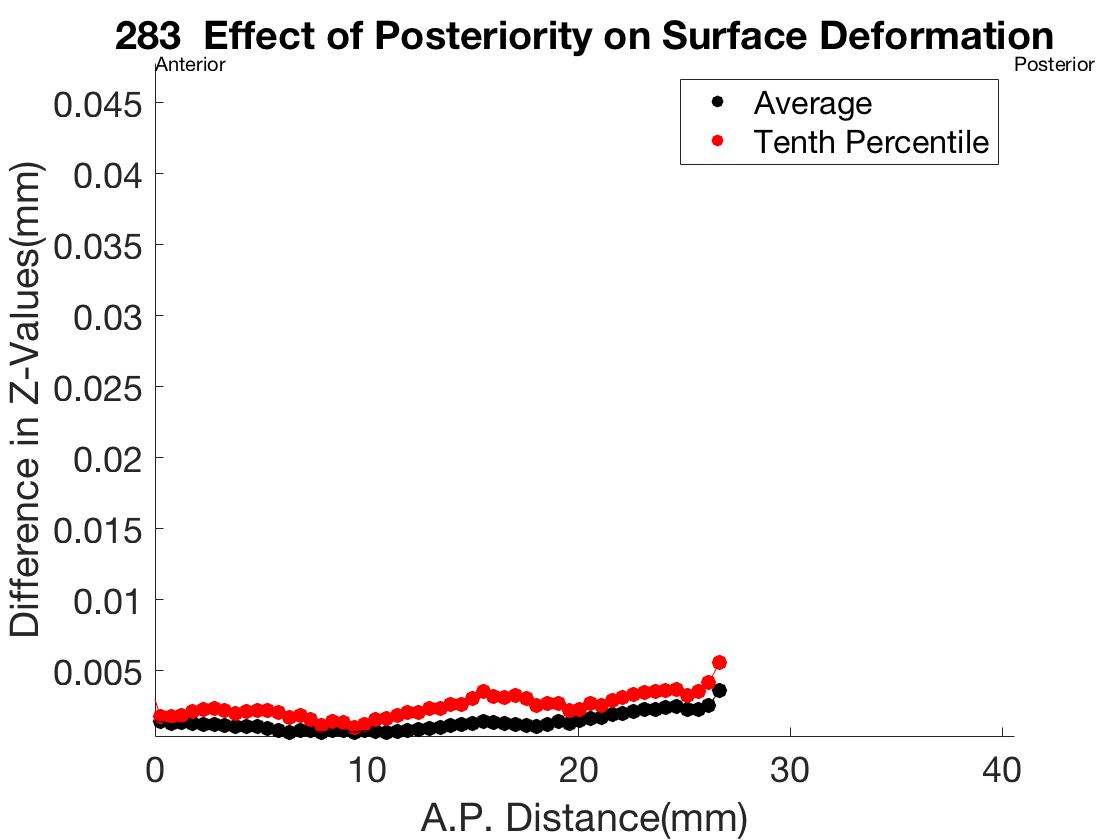 283  Effect of Posteriority on Surface Deformation
Anterior
Posterior
Average
Tenth Percentile
Difference in Z-Values(mm)
0.045
0.04
0.035
0.03
0.025
0.02
0.015
0.01
0.005
0
10
20
30
40
A.P. Distance(mm)